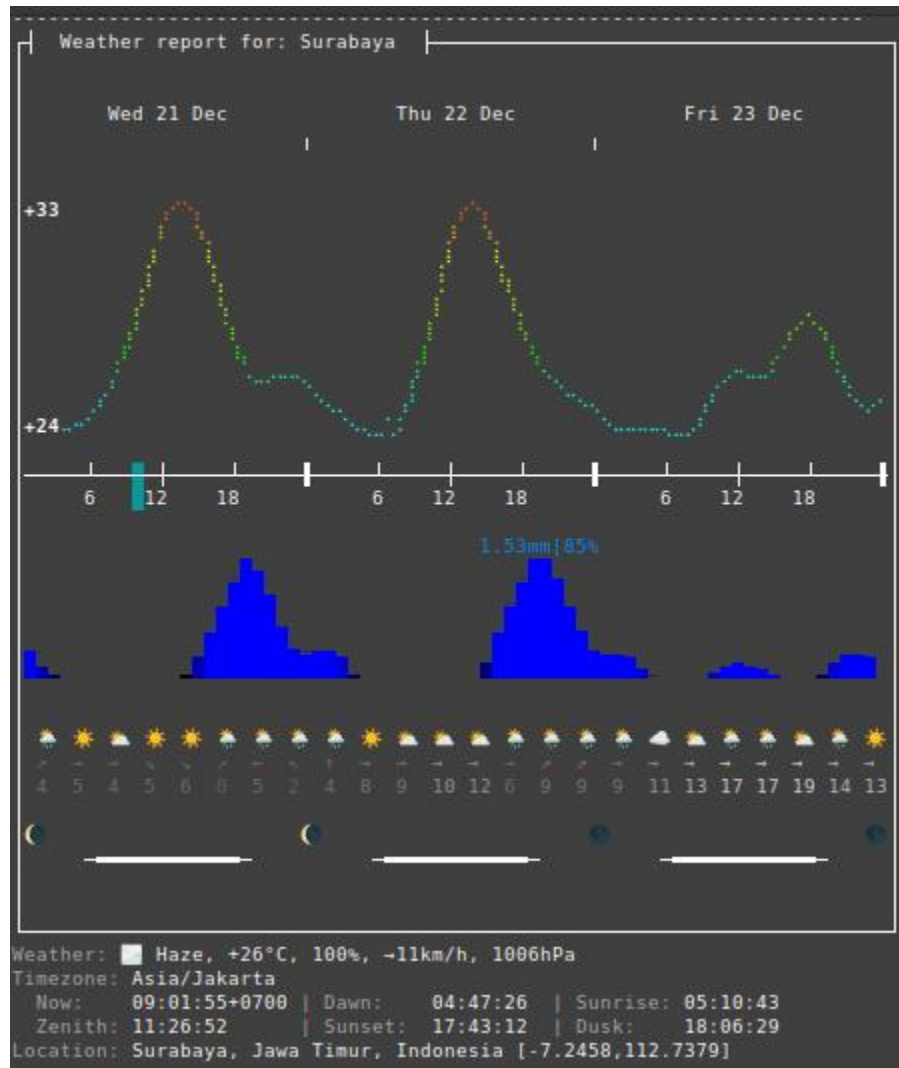 Weather report for: Surabaya
Wed 21 Dec Thu 22 Dec Fri 23 Dec
+33
+24
6 12 18 6 12 18 6 12 18
1.53mm|85%
4 5 4 5 6 6 5 2 4 8 9 10 12 6 9 9 9 11 13 17 17 19 14 13
Weather: Haze, +26°C, 100%, →11km/h, 1006hPa
Timezone: Asia/Jakarta
Now: 09:01:55+0700 | Dawn: 04:47:26 | Sunrise: 05:10:43
Zenith: 11:26:52 | Sunset: 17:43:12 | Dusk: 18:06:29
Location: Surabaya, Jawa Timur, Indonesia [-7.2458,112.7379]